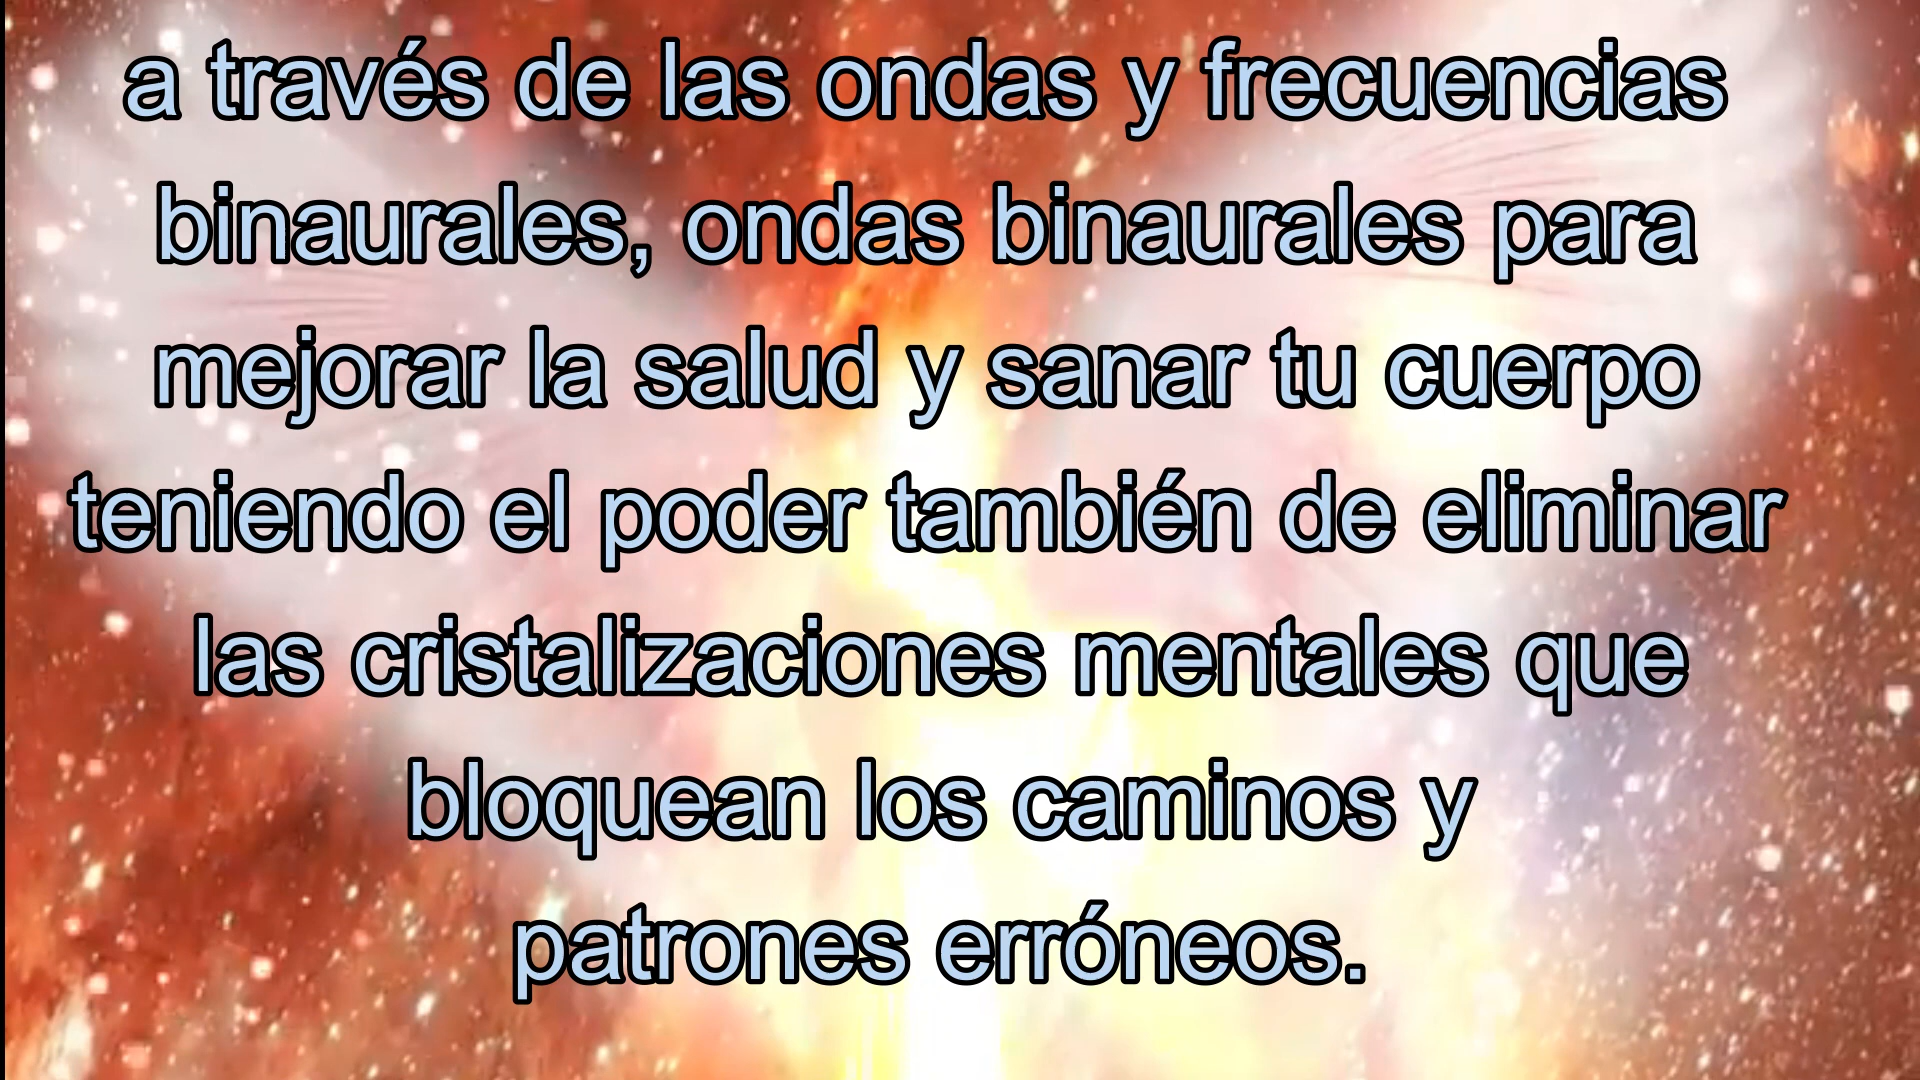 a través de las ondas y frecuencias
binaurales, ondas binaurales para
mejorar la salud y sanar tu cuerpo
teniendo el poder también de eliminar
las cristalizaciones mentales que
bloquean los caminos y
patrones erróneos.